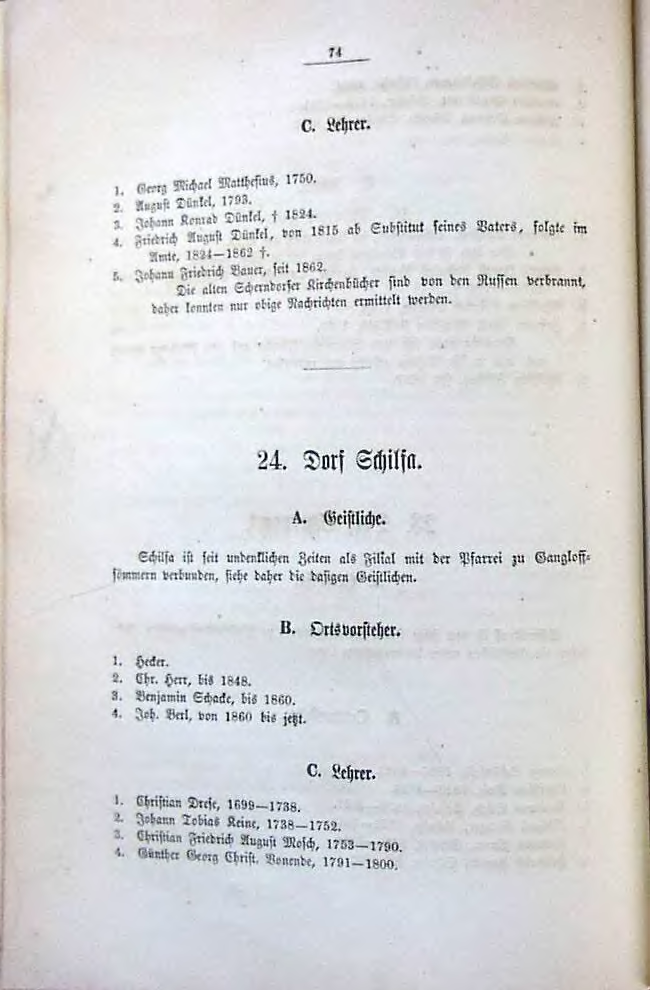 74
C. Lehrer.
1. Georg Michael Matthesius, 1750.
2. August Dünkel, 1793.
3. Johann Konrad Dünkel, † 1824.
4. Friedrich August Dünkel, von 1815 ab Substitut seines Vaters, folgte im
Amte, 1824—1862 †.
5. Johann Friedrich Bauer, seit 1862.
Die alten Scherndorfer Kirchenbücher sind von den Russen verbrannt,
daher konnten nur obige Nachrichten ermittelt werden.
24. Dorf Schilfa.
A. Geistliche.
Schilfa ist seit undenklichen Zeiten als Filial mit der Pfarrei zu Gangloff-
sömmern verbunden, siehe daher die dasigen Geistlichen.
B. Ortsvorsteher.
1. Hecker.
2. Chr. Herr, bis 1848.
3. Benjamin Schacke, bis 1860.
4. Joh. Berl, von 1860 bis jetzt.
C. Lehrer.
1. Christian Drese, 1699—1738.
2. Johann Tobias Keine, 1738—1752.
3. Christian Friedrich August Mosch, 1753—1790.
4. Günther Georg Christ. Bonende, 1791—1800.